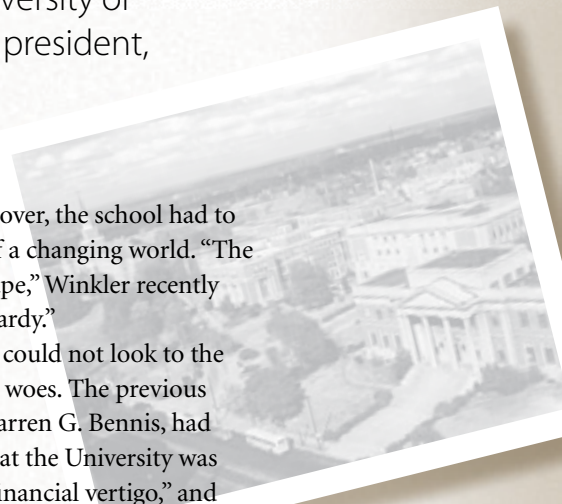 versity of
president,
over, the school had to
f a changing world. “The
pe,” Winkler recently
ardy.”
could not look to the
woes. The previous
arren G. Bennis, had
at the University was
inancial vertigo,” and